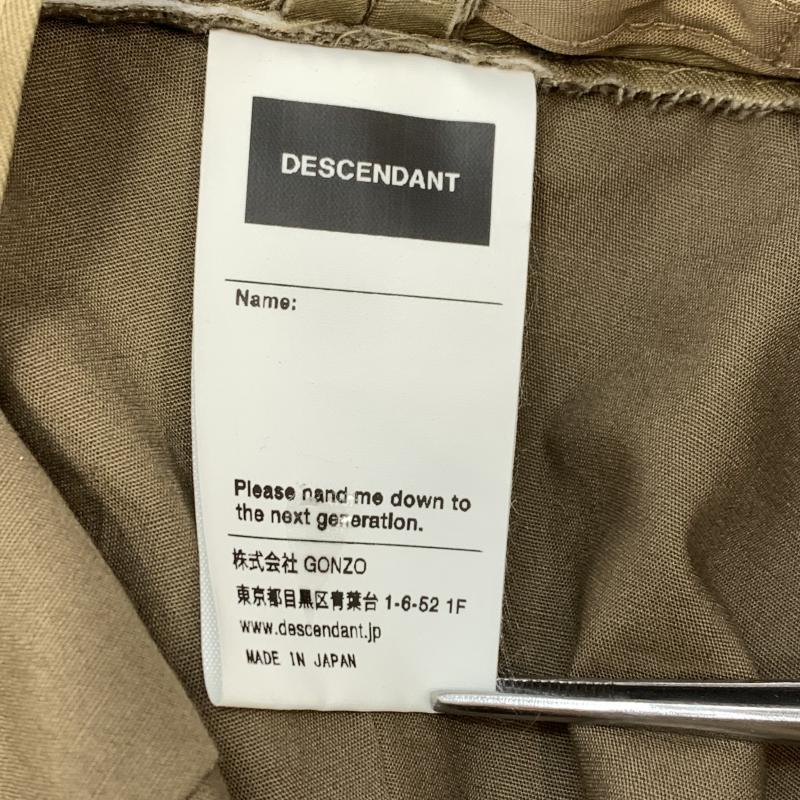 DESCENDANT
Name:
Please hand me down to
the next generation.
株式会社 GONZO
東京都目黒区青葉台 1-6-52 1F
www.descendant.jp
MADE IN JAPAN